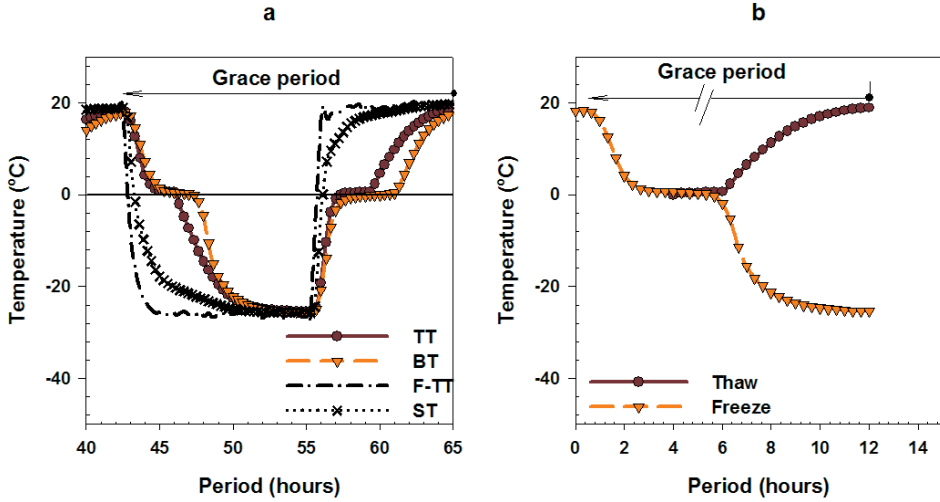 a
Grace period
20
0
-20
-40
Temperature (ºC)
TT
BT
F-TT
ST
40 45 50 55 60 65
Period (hours)
b
Grace period
20
0
-20
-40
Temperature (ºC)
Thaw
Freeze
0 2 4 6 8 10 12 14
Period (hours)